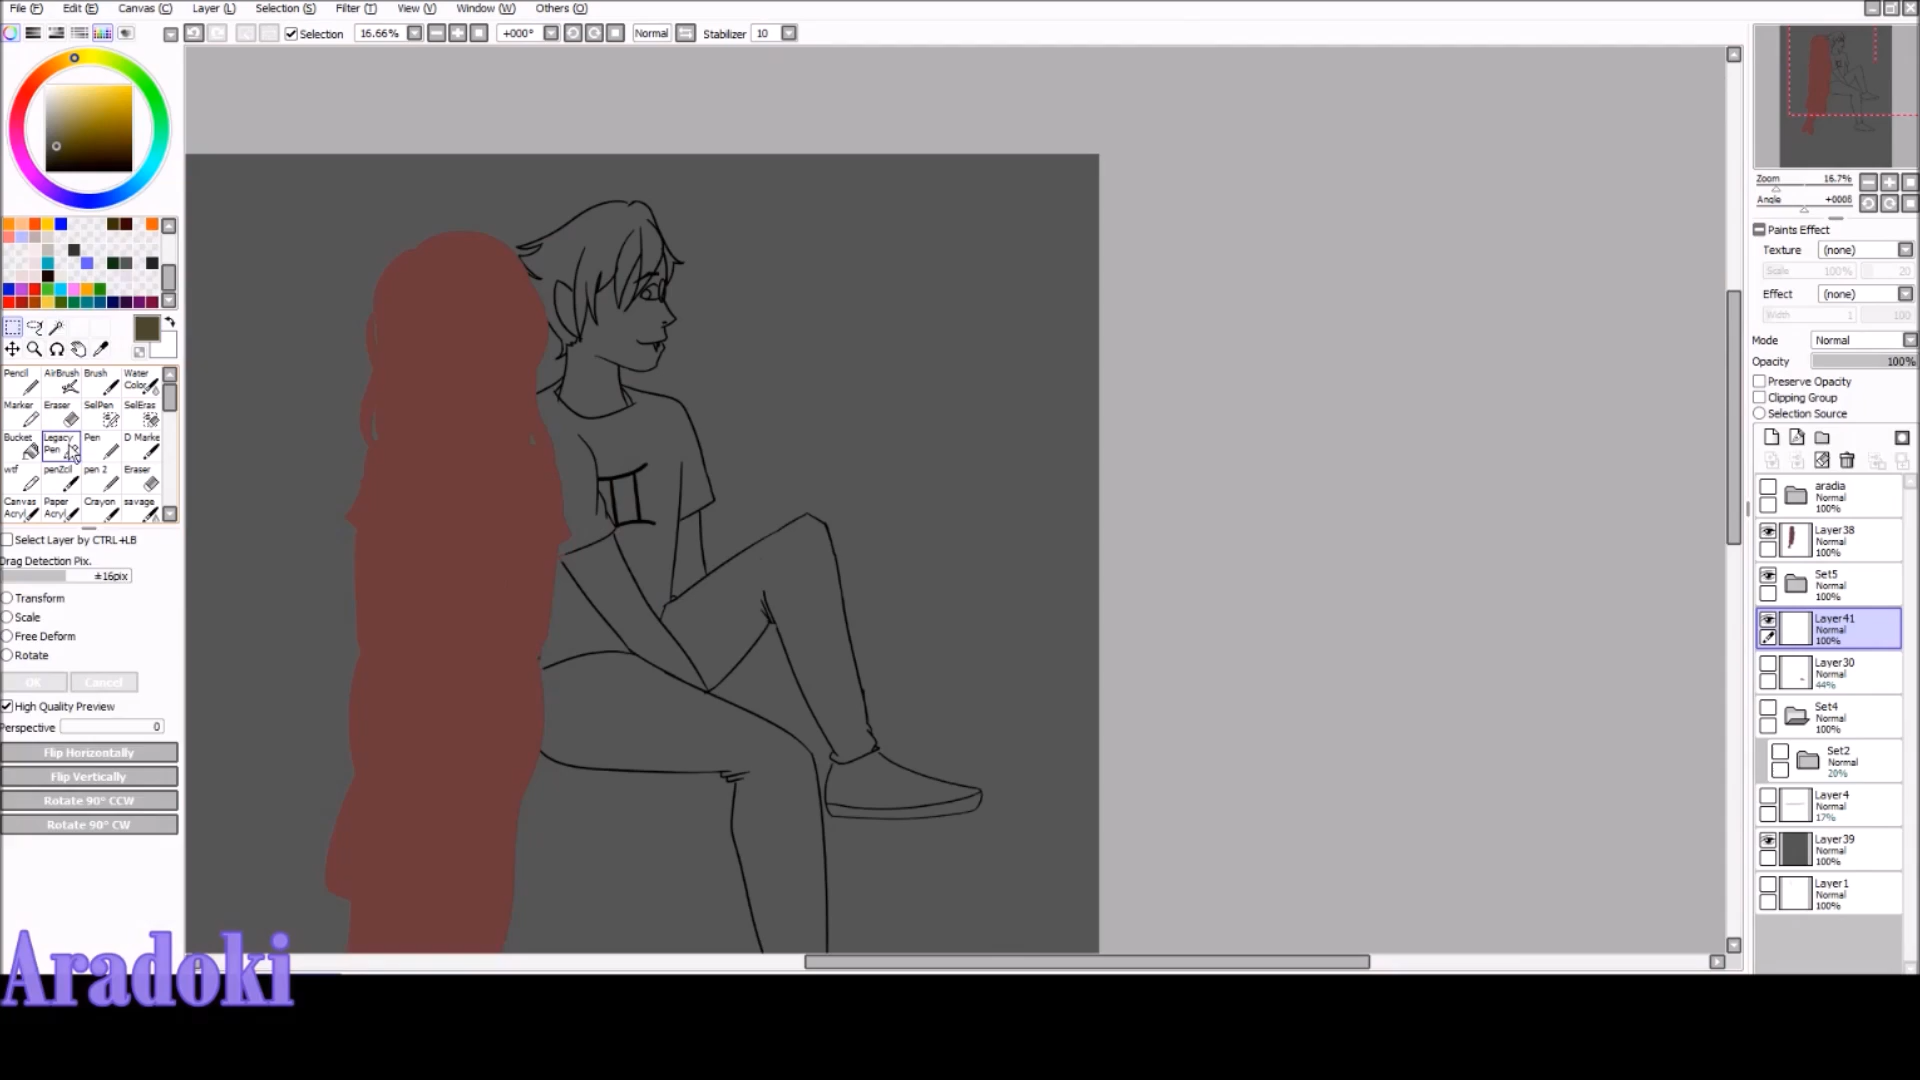 File (F) Edit (E) Canvas (C) Layer (L) Selection (S) Filter (T) View (V) Window (W) Others (O)
Selection 16.66% +000° Normal Stabilizer 10
Zoom 16.7%
Angle +0006
Paints Effect
Texture (none)
Scale 100% 20
Effect (none)
Width 1 100
Mode Normal
Opacity 100%
Preserve Opacity
Clipping Group
Selection Source
Pencil AirBrush Brush Water Color
Marker Eraser SelPen SelEras
Bucket Legacy Pen Pen D Marke
wtf penZcil pen 2 Eraser
Canvas Acryl Paper Acryl Crayon savage
Select Layer by CTRL+LB
Drag Detection Pix.
±16pix
Transform
Scale
Free Deform
Rotate
OK Cancel
High Quality Preview
Perspective 0
Flip Horizontally
Flip Vertically
Rotate 90° CCW
Rotate 90° CW
aradia
Normal
100%
Layer38
Normal
100%
Set5
Normal
100%
Layer41
Normal
100%
Layer30
Normal
44%
Set4
Normal
100%
Set2
Normal
20%
Layer4
Normal
17%
Layer39
Normal
100%
Layer1
Normal
100%
Aradoki